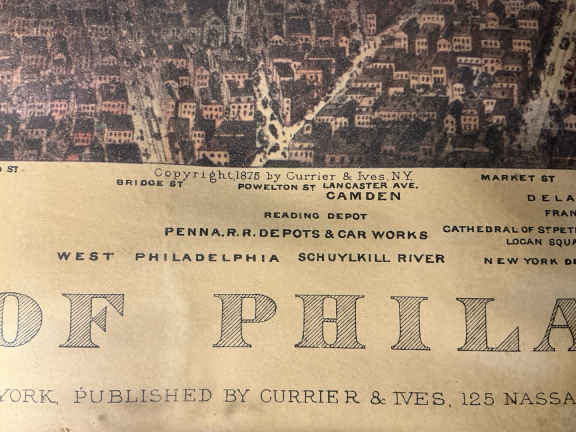 Copyright, 1875 by Currier & Ives, N.Y.
ST
BRIDGE ST POWELTON ST LANCASTER AVE. MARKET ST
CAMDEN DELA
READING DEPOT FRAN
PENNA. R. R. DEPOTS & CAR WORKS CATHEDRAL OF ST PETE
LOGAN SQUA
WEST PHILADELPHIA SCHUYLKILL RIVER NEW YORK DE
OF PHILA
YORK, PUBLISHED BY CURRIER & IVES, 125 NASSA